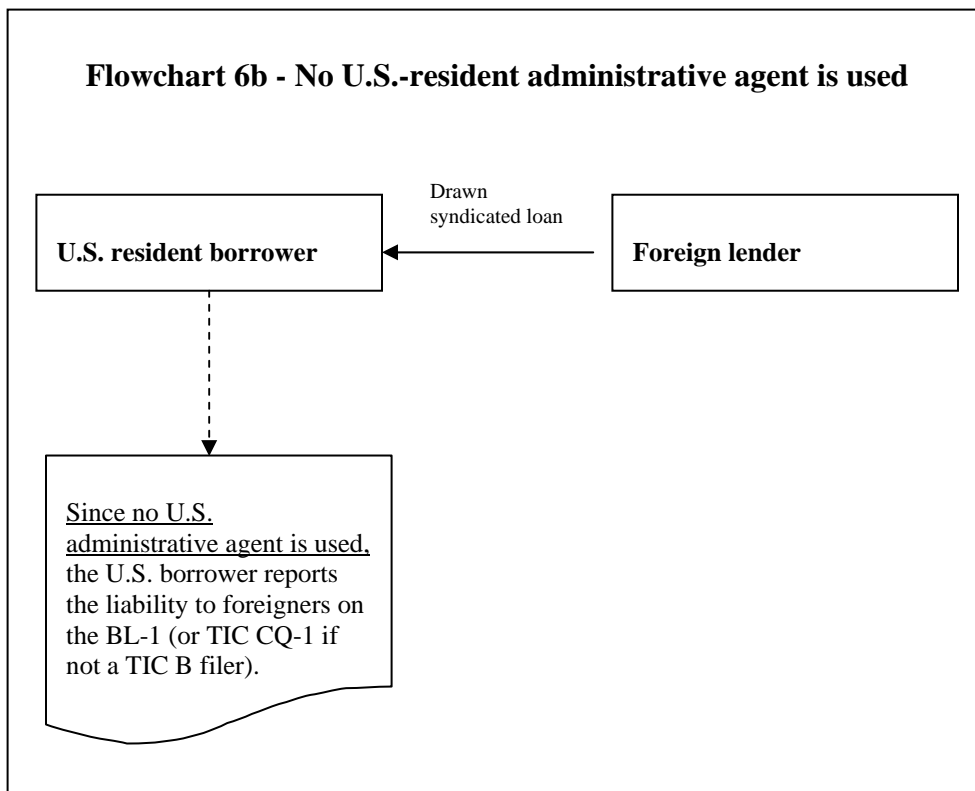 Flowchart 6b - No U.S.-resident administrative agent is used
Drawn
syndicated loan
U.S. resident borrower
Foreign lender
Since no U.S.
administrative agent is used,
the U.S. borrower reports
the liability to foreigners on
the BL-1 (or TIC CQ-1 if
not a TIC B filer).